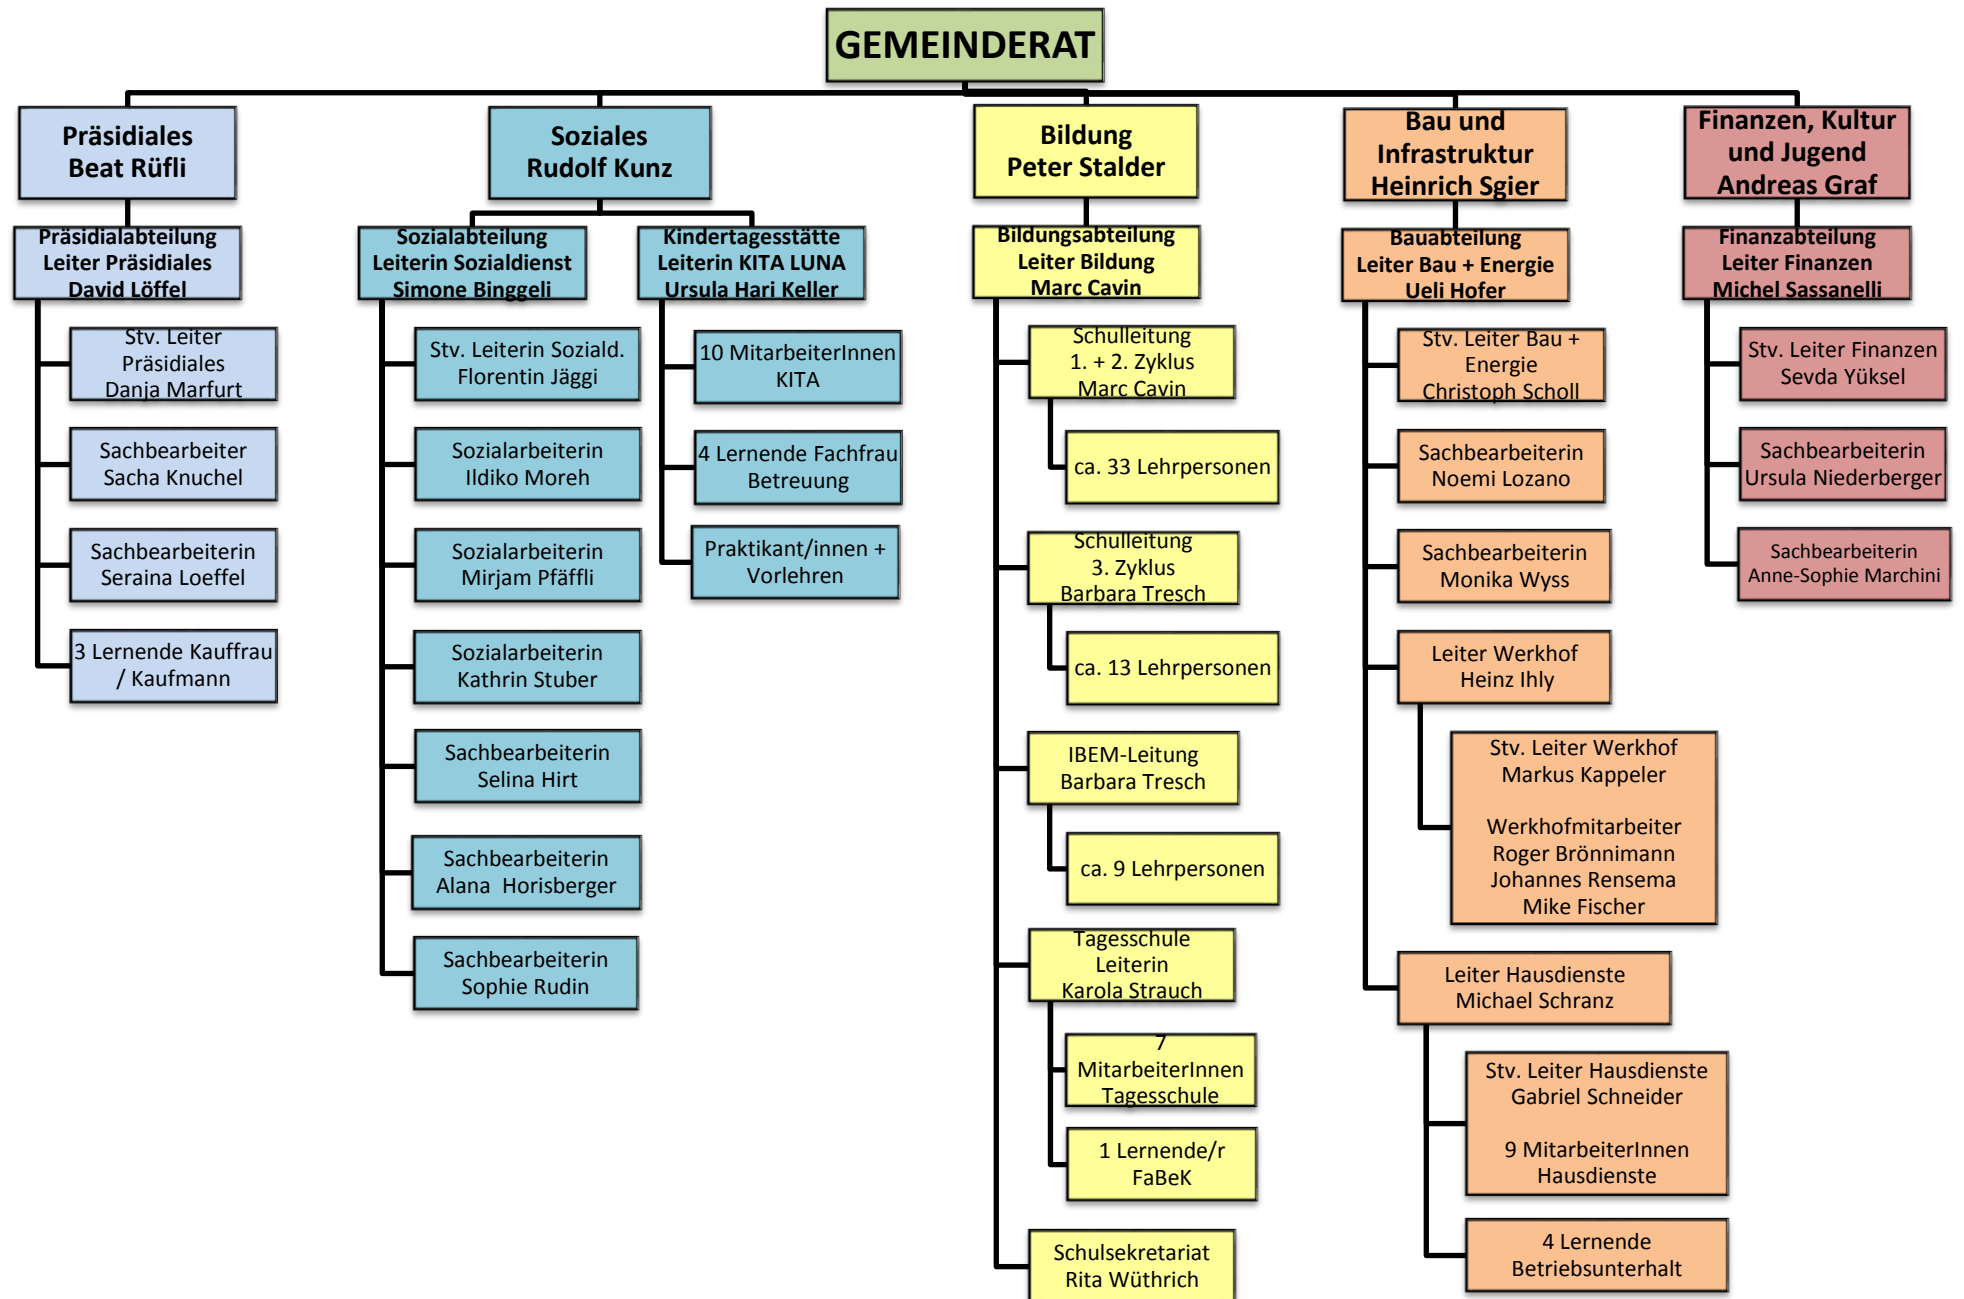 GEMEINDERAT
Präsidiales
Beat Rüfli
Präsidialabteilung
Leiter Präsidiales
David Löffel
Stv. Leiter
Präsidiales
Danja Marfurt
Sachbearbeiter
Sacha Knuchel
Sachbearbeiterin
Seraina Loeffel
3 Lernende Kauffrau
/ Kaufmann
Soziales
Rudolf Kunz
Sozialabteilung
Leiterin Sozialdienst
Simone Binggeli
Stv. Leiterin Soziald.
Florentin Jäggi
Sozialarbeiterin
Ildiko Moreh
Sozialarbeiterin
Mirjam Pfäffli
Sozialarbeiterin
Kathrin Stuber
Sachbearbeiterin
Selina Hirt
Sachbearbeiterin
Alana  Horisberger
Sachbearbeiterin
Sophie Rudin
Kindertagesstätte
Leiterin KITA LUNA
Ursula Hari Keller
10 MitarbeiterInnen
KITA
4 Lernende Fachfrau
Betreuung
Praktikant/innen +
Vorlehren
Bildung
Peter Stalder
Bildungsabteilung
Leiter Bildung
Marc Cavin
Schulleitung
1. + 2. Zyklus
Marc Cavin
ca. 33 Lehrpersonen
Schulleitung
3. Zyklus
Barbara Tresch
ca. 13 Lehrpersonen
IBEM-Leitung
Barbara Tresch
ca. 9 Lehrpersonen
Tagesschule
Leiterin
Karola Strauch
7
MitarbeiterInnen
Tagesschule
1 Lernende/r
FaBeK
Schulsekretariat
Rita Wüthrich
Bau und
Infrastruktur
Heinrich Sgier
Bauabteilung
Leiter Bau + Energie
Ueli Hofer
Stv. Leiter Bau +
Energie
Christoph Scholl
Sachbearbeiterin
Noemi Lozano
Sachbearbeiterin
Monika Wyss
Leiter Werkhof
Heinz Ihly
Stv. Leiter Werkhof
Markus Kappeler
Werkhofmitarbeiter
Roger Brönnimann
Johannes Rensema
Mike Fischer
Leiter Hausdienste
Michael Schranz
Stv. Leiter Hausdienste
Gabriel Schneider
9 MitarbeiterInnen
Hausdienste
4 Lernende
Betriebsunterhalt
Finanzen, Kultur
und Jugend
Andreas Graf
Finanzabteilung
Leiter Finanzen
Michel Sassanelli
Stv. Leiter Finanzen
Sevda Yüksel
Sachbearbeiterin
Ursula Niederberger
Sachbearbeiterin
Anne-Sophie Marchini